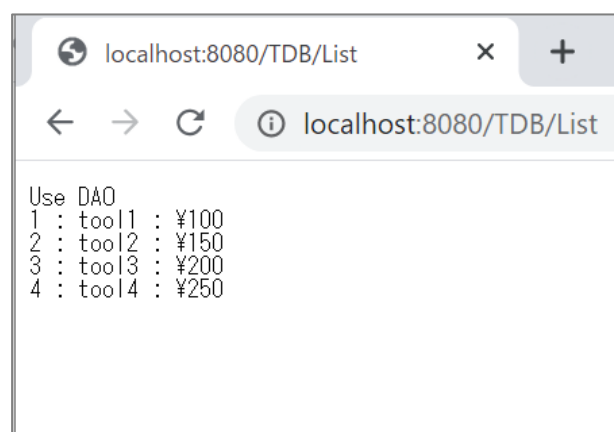 localhost:8080/TDB/List
localhost:8080/TDB/List
Use DAO
1 : tool1 : ¥100
2 : tool2 : ¥150
3 : tool3 : ¥200
4 : tool4 : ¥250